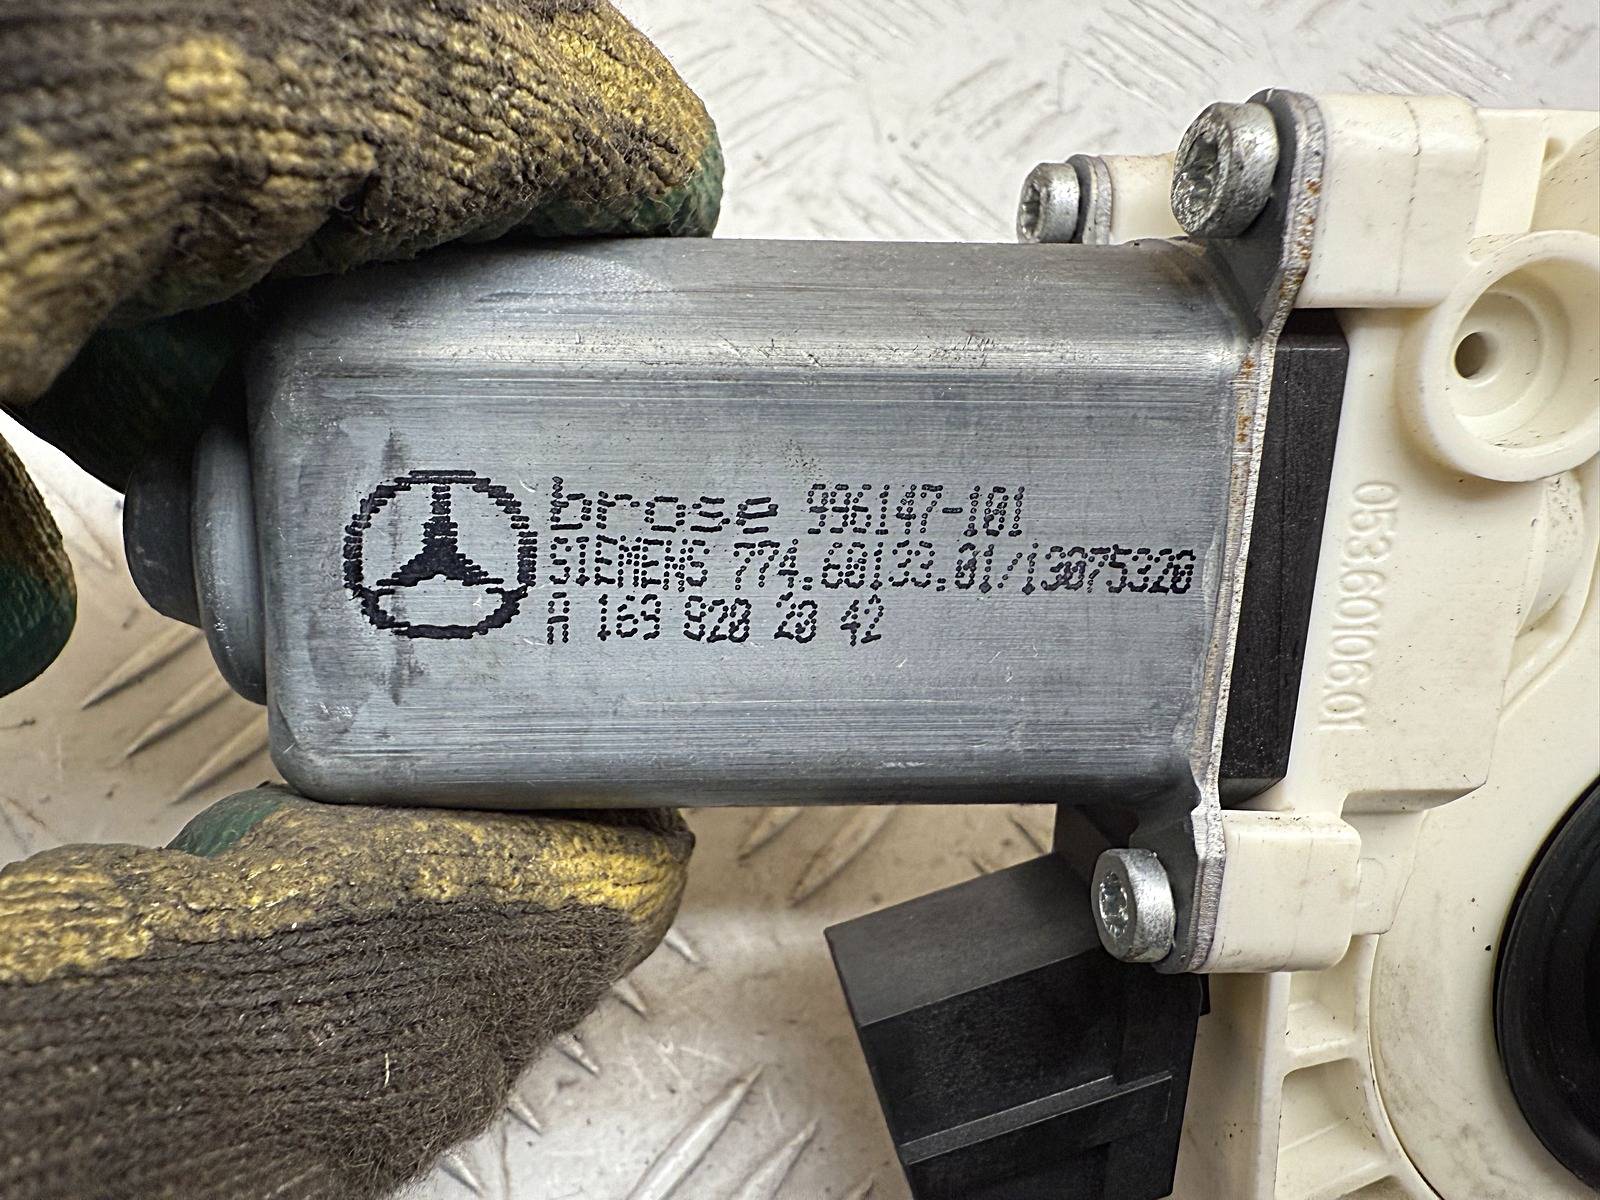 brose 996147-101
SIEMENS 774.68133.01/13075320
A 169 820 28 42
0536010601